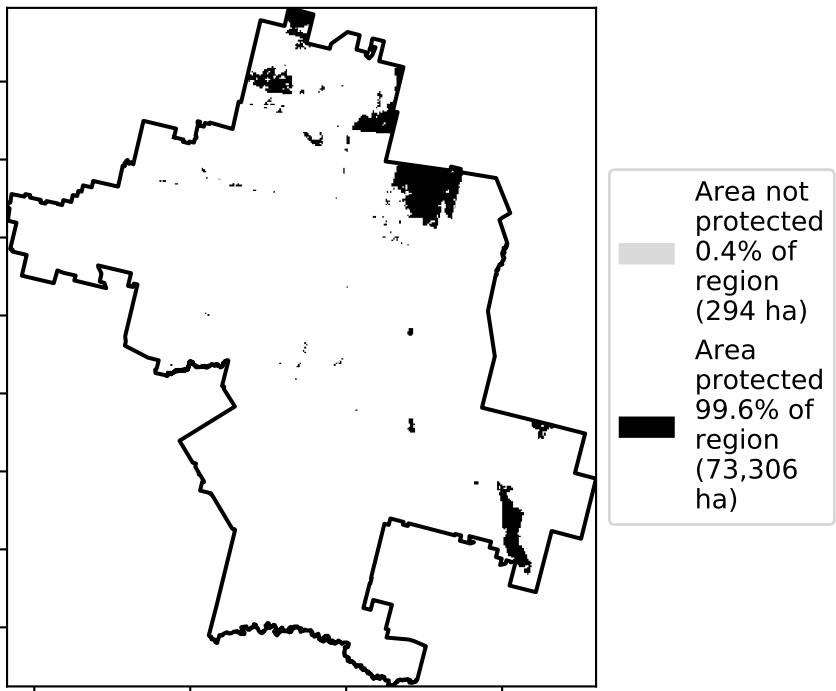 Area not
protected
0.4% of
region
(294 ha)
Area
protected
99.6% of
region
(73,306
ha)